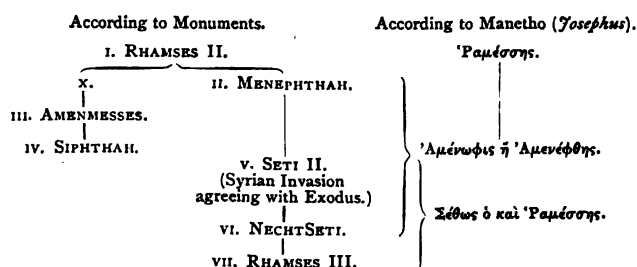 According to Monuments. According to Manetho (Josephus).
I. RHAMSES II. Ῥαμέσσης.
X. II. MENEPHTHAH.
III. AMENMESSES.
IV. SIPHTHAH. Ἀμένωφις ἢ Ἀμενέφθης.
V. SETI II.
(Syrian Invasion
agreeing with Exodus.) Σέθως ὁ καὶ Ῥαμέσσης.
VI. NECHTSETI.
VII. RHAMSES III.